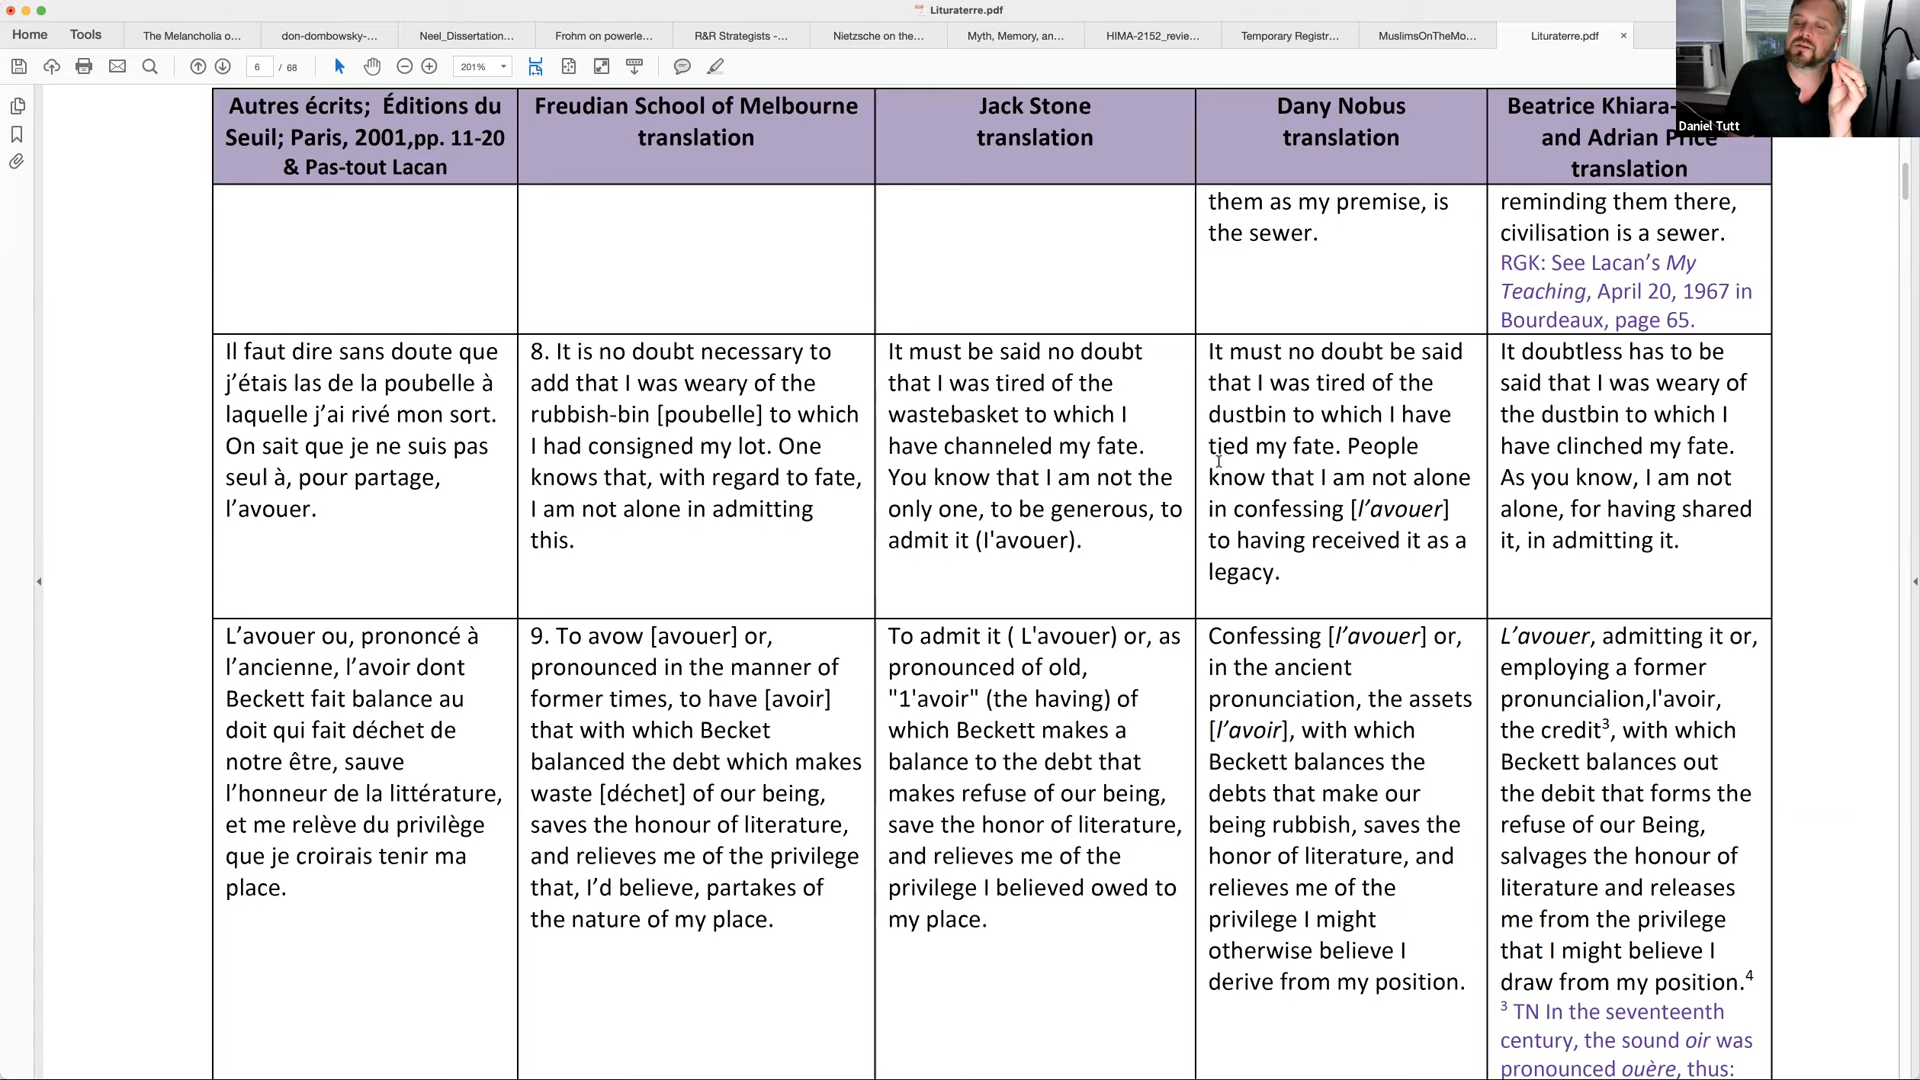 Lituraterre.pdf
Home
Tools
The Melancholia o...
don-dombowsky-...
Neel_Dissertation...
Frohm on powerle...
R&R Strategists -...
Nietzsche on the...
Myth, Memory, an...
HIMA-2152_revie...
Temporary Registr...
MuslimsOnTheMo...
Lituraterre.pdf
×
6 / 68
201%
Daniel Tutt
Autres écrits; Éditions du
Seuil; Paris, 2001,pp. 11-20
& Pas-tout Lacan
Freudian School of Melbourne
translation
Jack Stone
translation
Dany Nobus
translation
Beatrice Khiara-
and Adrian Price
translation
them as my premise, is
the sewer.
reminding them there,
civilisation is a sewer.
RGK: See Lacan's My
Teaching, April 20, 1967 in
Bourdeaux, page 65.
Il faut dire sans doute que
j'étais las de la poubelle à
laquelle j'ai rivé mon sort.
On sait que je ne suis pas
seul à, pour partage,
l'avouer.
8. It is no doubt necessary to
add that I was weary of the
rubbish-bin [poubelle] to which
I had consigned my lot. One
knows that, with regard to fate,
I am not alone in admitting
this.
It must be said no doubt
that I was tired of the
wastebasket to which I
have channeled my fate.
You know that I am not the
only one, to be generous, to
admit it (I'avouer).
It must no doubt be said
that I was tired of the
dustbin to which I have
tied my fate. People
know that I am not alone
in confessing [l'avouer]
to having received it as a
legacy.
It doubtless has to be
said that I was weary of
the dustbin to which I
have clinched my fate.
As you know, I am not
alone, for having shared
it, in admitting it.
L'avouer ou, prononcé à
l'ancienne, l'avoir dont
Beckett fait balance au
doit qui fait déchet de
notre être, sauve
l'honneur de la littérature,
et me relève du privilège
que je croirais tenir ma
place.
9. To avow [avouer] or,
pronounced in the manner of
former times, to have [avoir]
that with which Becket
balanced the debt which makes
waste [déchet] of our being,
saves the honour of literature,
and relieves me of the privilege
that, I'd believe, partakes of
the nature of my place.
To admit it ( L'avouer) or, as
pronounced of old,
"1'avoir" (the having) of
which Beckett makes a
balance to the debt that
makes refuse of our being,
save the honor of literature,
and relieves me of the
privilege I believed owed to
my place.
Confessing [l'avouer] or,
in the ancient
pronunciation, the assets
[l'avoir], with which
Beckett balances the
debts that make our
being rubbish, saves the
honor of literature, and
relieves me of the
privilege I might
otherwise believe I
derive from my position.
L'avouer, admitting it or,
employing a former
pronuncialion,l'avoir,
the credit3, with which
Beckett balances out
the debit that forms the
refuse of our Being,
salvages the honour of
literature and releases
me from the privilege
that I might believe I
draw from my position.4
3 TN In the seventeenth
century, the sound oir was
pronounced ouère, thus: